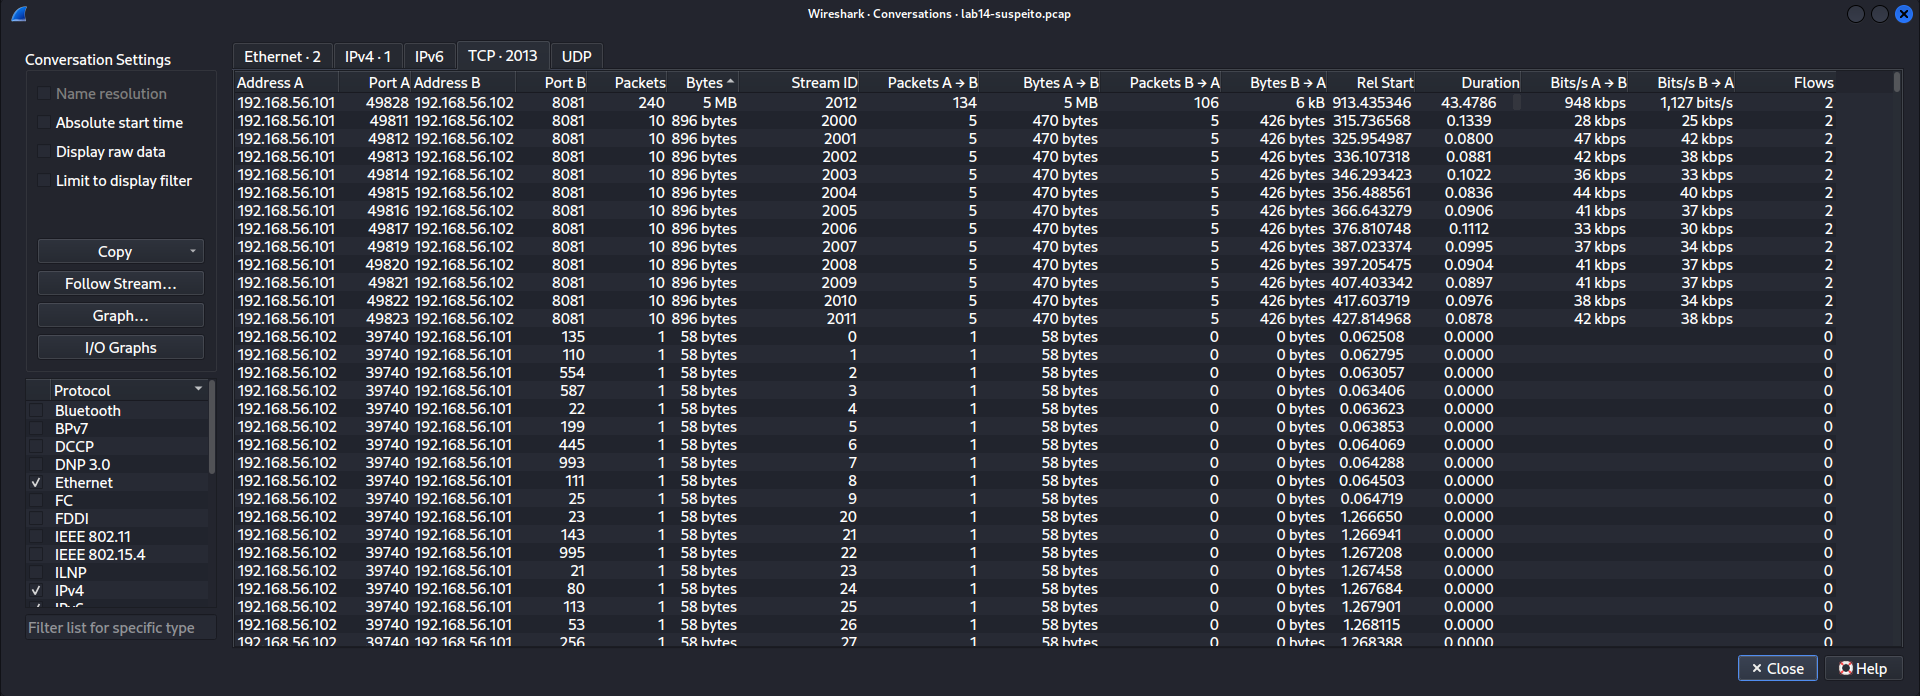 Wireshark · Conversations · lab14-suspeito.pcap
Conversation Settings
Name resolution
Absolute start time
Display raw data
Limit to display filter
Copy
Follow Stream…
Graph…
I/O Graphs
Protocol
Bluetooth
BPv7
DCCP
DNP 3.0
Ethernet
FC
FDDI
IEEE 802.11
IEEE 802.15.4
ILNP
IPv4
IPv6
Filter list for specific type
Ethernet · 2 IPv4 · 1 IPv6 TCP · 2013 UDP
Address A Port A Address B Port B Packets Bytes Stream ID Packets A → B Bytes A → B Packets B → A Bytes B → A Rel Start Duration Bits/s A → B Bits/s B → A Flows
192.168.56.101 49828 192.168.56.102 8081 240 5 MB 2012 134 5 MB 106 6 kB 913.435346 43.4786 948 kbps 1,127 bits/s 2
192.168.56.101 49811 192.168.56.102 8081 10 896 bytes 2000 5 470 bytes 5 426 bytes 315.736568 0.1339 28 kbps 25 kbps 2
192.168.56.101 49812 192.168.56.102 8081 10 896 bytes 2001 5 470 bytes 5 426 bytes 325.954987 0.0800 47 kbps 42 kbps 2
192.168.56.101 49813 192.168.56.102 8081 10 896 bytes 2002 5 470 bytes 5 426 bytes 336.107318 0.0881 42 kbps 38 kbps 2
192.168.56.101 49814 192.168.56.102 8081 10 896 bytes 2003 5 470 bytes 5 426 bytes 346.293423 0.1022 36 kbps 33 kbps 2
192.168.56.101 49815 192.168.56.102 8081 10 896 bytes 2004 5 470 bytes 5 426 bytes 356.488561 0.0836 44 kbps 40 kbps 2
192.168.56.101 49816 192.168.56.102 8081 10 896 bytes 2005 5 470 bytes 5 426 bytes 366.643279 0.0906 41 kbps 37 kbps 2
192.168.56.101 49817 192.168.56.102 8081 10 896 bytes 2006 5 470 bytes 5 426 bytes 376.810748 0.1112 33 kbps 30 kbps 2
192.168.56.101 49819 192.168.56.102 8081 10 896 bytes 2007 5 470 bytes 5 426 bytes 387.023374 0.0995 37 kbps 34 kbps 2
192.168.56.101 49820 192.168.56.102 8081 10 896 bytes 2008 5 470 bytes 5 426 bytes 397.205475 0.0904 41 kbps 37 kbps 2
192.168.56.101 49821 192.168.56.102 8081 10 896 bytes 2009 5 470 bytes 5 426 bytes 407.403342 0.0897 41 kbps 37 kbps 2
192.168.56.101 49822 192.168.56.102 8081 10 896 bytes 2010 5 470 bytes 5 426 bytes 417.603719 0.0976 38 kbps 34 kbps 2
192.168.56.101 49823 192.168.56.102 8081 10 896 bytes 2011 5 470 bytes 5 426 bytes 427.814968 0.0878 42 kbps 38 kbps 2
192.168.56.102 39740 192.168.56.101 135 1 58 bytes 0 1 58 bytes 0 0 bytes 0.062508 0.0000 0
192.168.56.102 39740 192.168.56.101 110 1 58 bytes 1 1 58 bytes 0 0 bytes 0.062795 0.0000 0
192.168.56.102 39740 192.168.56.101 554 1 58 bytes 2 1 58 bytes 0 0 bytes 0.063057 0.0000 0
192.168.56.102 39740 192.168.56.101 587 1 58 bytes 3 1 58 bytes 0 0 bytes 0.063406 0.0000 0
192.168.56.102 39740 192.168.56.101 22 1 58 bytes 4 1 58 bytes 0 0 bytes 0.063623 0.0000 0
192.168.56.102 39740 192.168.56.101 199 1 58 bytes 5 1 58 bytes 0 0 bytes 0.063853 0.0000 0
192.168.56.102 39740 192.168.56.101 445 1 58 bytes 6 1 58 bytes 0 0 bytes 0.064069 0.0000 0
192.168.56.102 39740 192.168.56.101 993 1 58 bytes 7 1 58 bytes 0 0 bytes 0.064288 0.0000 0
192.168.56.102 39740 192.168.56.101 111 1 58 bytes 8 1 58 bytes 0 0 bytes 0.064503 0.0000 0
192.168.56.102 39740 192.168.56.101 25 1 58 bytes 9 1 58 bytes 0 0 bytes 0.064719 0.0000 0
192.168.56.102 39740 192.168.56.101 23 1 58 bytes 20 1 58 bytes 0 0 bytes 1.266650 0.0000 0
192.168.56.102 39740 192.168.56.101 143 1 58 bytes 21 1 58 bytes 0 0 bytes 1.266941 0.0000 0
192.168.56.102 39740 192.168.56.101 995 1 58 bytes 22 1 58 bytes 0 0 bytes 1.267208 0.0000 0
192.168.56.102 39740 192.168.56.101 21 1 58 bytes 23 1 58 bytes 0 0 bytes 1.267458 0.0000 0
192.168.56.102 39740 192.168.56.101 80 1 58 bytes 24 1 58 bytes 0 0 bytes 1.267684 0.0000 0
192.168.56.102 39740 192.168.56.101 113 1 58 bytes 25 1 58 bytes 0 0 bytes 1.267901 0.0000 0
192.168.56.102 39740 192.168.56.101 53 1 58 bytes 26 1 58 bytes 0 0 bytes 1.268115 0.0000 0
192.168.56.102 39740 192.168.56.101 256 1 58 bytes 27 1 58 bytes 0 0 bytes 1.268388 0.0000 0
Close Help